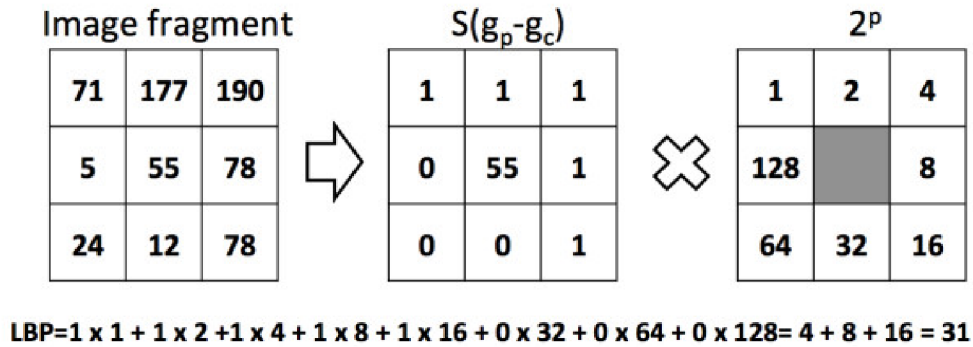 Image fragment S(gp-gc) 2p
71 177 190 1 1 1 1 2 4
5 55 78 0 55 1 128 8
24 12 78 0 0 1 64 32 16
LBP=1 x 1 + 1 x 2 +1 x 4 + 1 x 8 + 1 x 16 + 0 x 32 + 0 x 64 + 0 x 128= 4 + 8 + 16 = 31